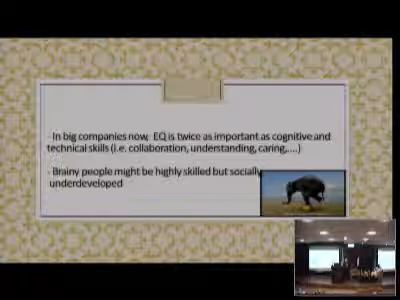 - In big companies now, EQ is twice as important as cognitive and
technical skills (i.e. collaboration, understanding, caring,....)
- Brainy people might be highly skilled but socially
underdeveloped